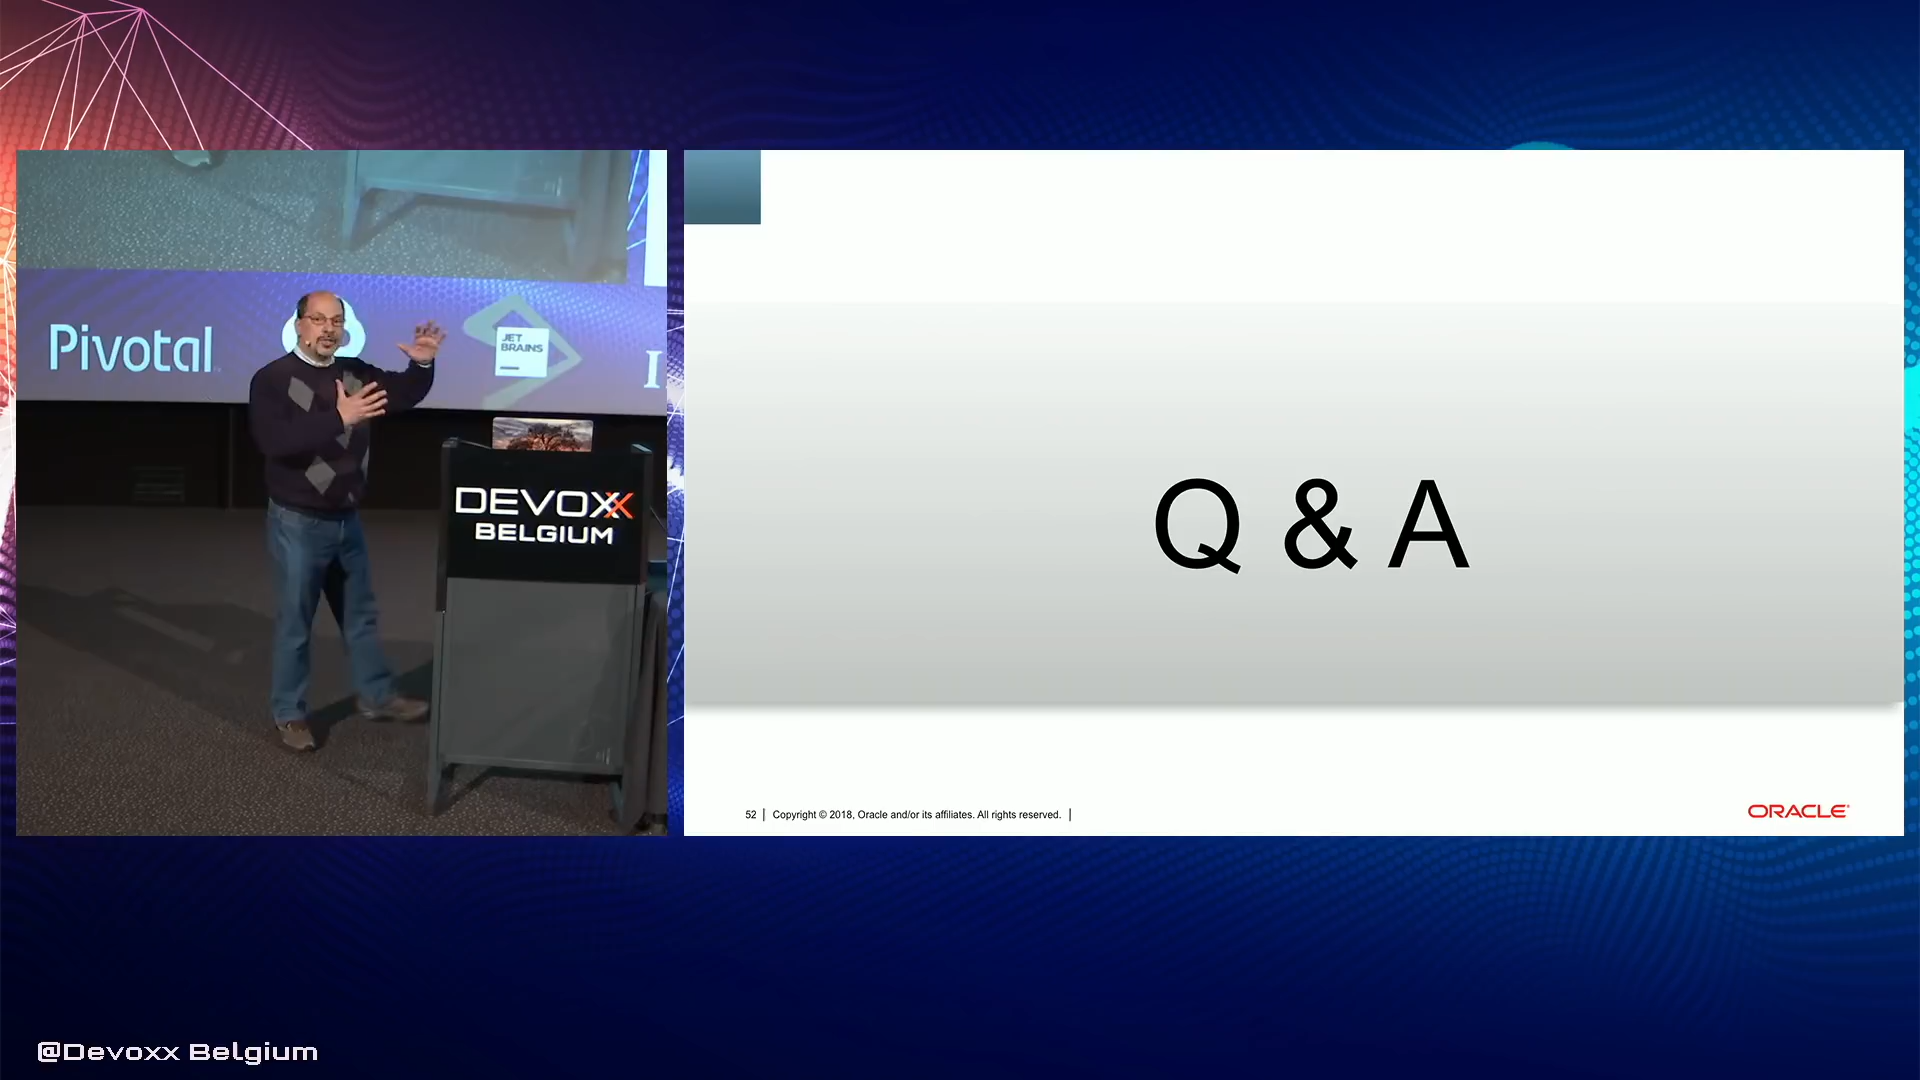 Pivotal
JET
BRAINS
I
DEVOXX
BELGIUM
Q & A
52 | Copyright © 2018, Oracle and/or its affiliates. All rights reserved. |
ORACLE®
@Devoxx Belgium